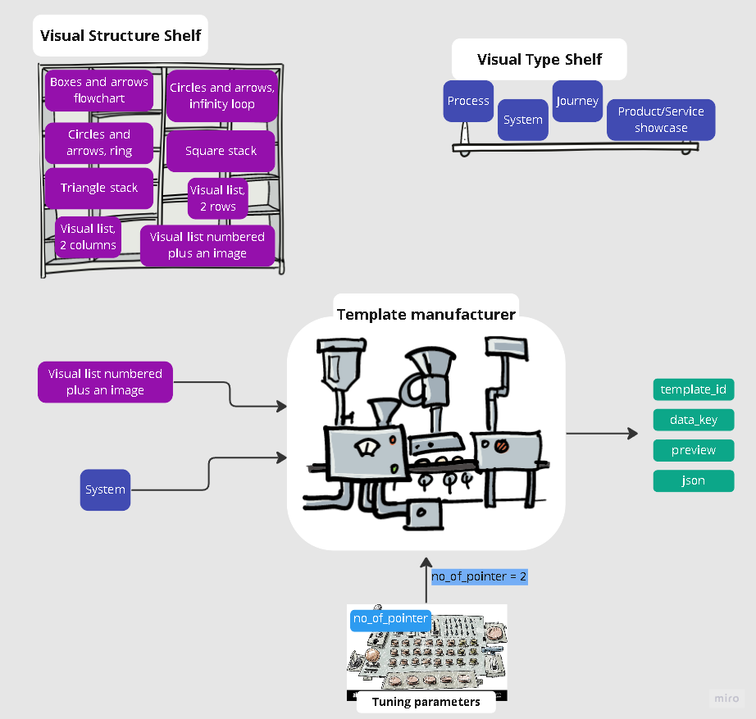 Visual Structure Shelf
Boxes and arrows
flowchart
Circles and arrows,
infinity loop
Circles and
arrows, ring
Square stack
Triangle stack
Visual list,
2 rows
Visual list,
2 columns
Visual list numbered
plus an image
Visual Type Shelf
Process
System
Journey
Product/Service
showcase
Template manufacturer
Visual list numbered
plus an image
System
template_id
data_key
preview
json
no_of_pointer = 2
no_of_pointer
Tuning parameters
miro